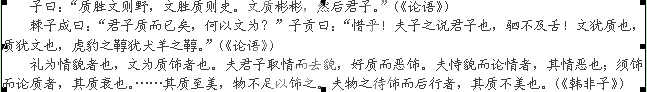 子曰：“质胜文则野，文胜质则史。文质彬彬，然后君子。”（《论语》）
棘子成曰：“君子质而已矣，何以文为？”子贡曰：“惜乎！夫子之说君子也，驷不及舌！文犹质也，
质犹文也，虎豹之鞟犹犬羊之鞟。”（《论语》）
礼为情貌者也，文为质饰者也。夫君子取情而去貌，好质而恶饰。夫恃貌而论情者，其情恶也；须饰
而论质者，其质衰也。……其质至美，物不足以饰之。夫物之待饰而后行者，其质不美也。（《韩非子》）